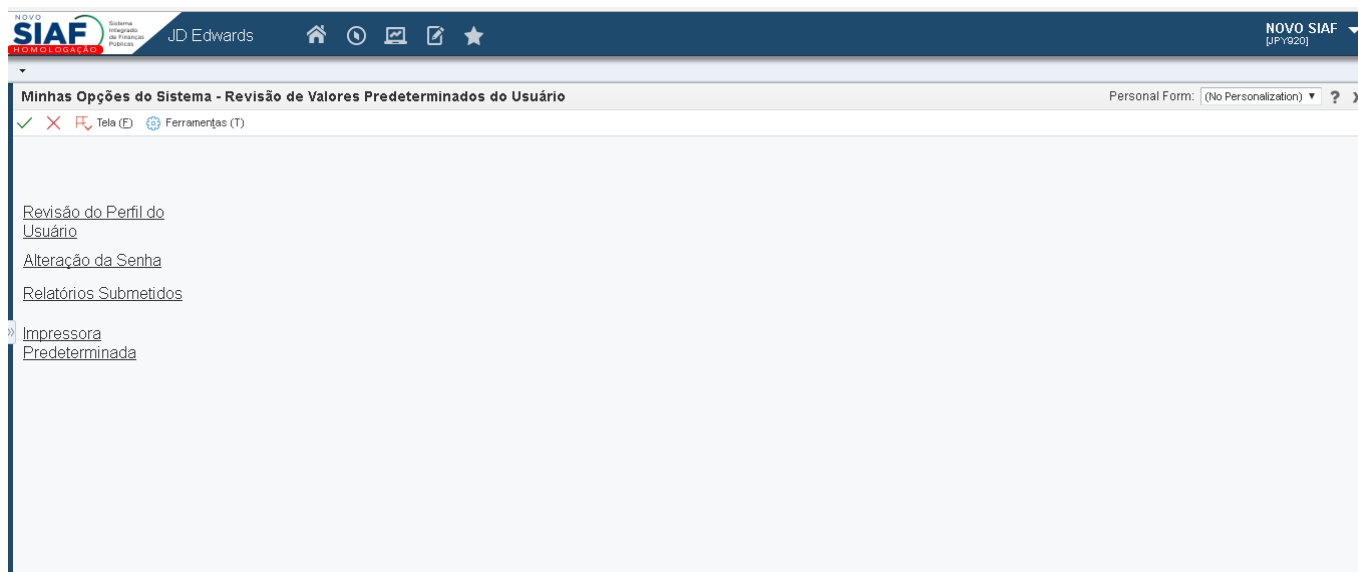 NOVO
SIAF
HOMOLOGAÇÃO
Sistema
Integrado
de Finanças
Públicas
JD Edwards
NOVO SIAF
[JPY920]
Minhas Opções do Sistema - Revisão de Valores Predeterminados do Usuário
Personal Form: (No Personalization) ?
Tela (F) Ferramentas (T)
Revisão do Perfil do
Usuário
Alteração da Senha
Relatórios Submetidos
Impressora
Predeterminada